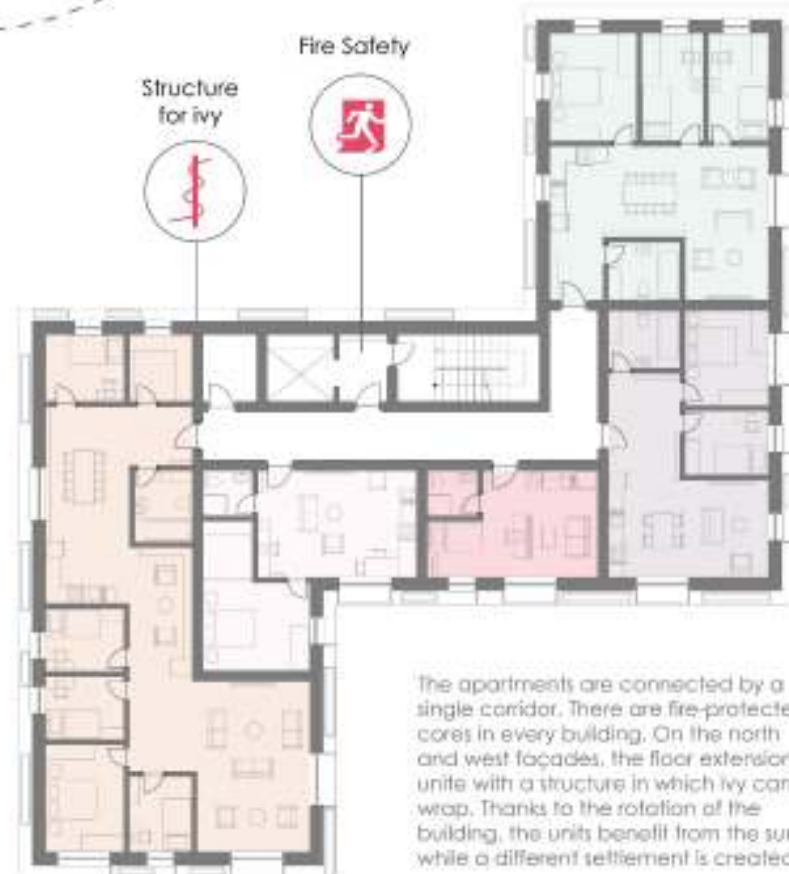 Fire Safety
Structure
for ivy
The apartments are connected by a
single corridor. There are fire-protecte
cores in every building. On the north
and west façades, the floor extension
unite with a structure in which ivy can
wrap. Thanks to the rotation of the
building, the units benefit from the sun
while a different settlement is created